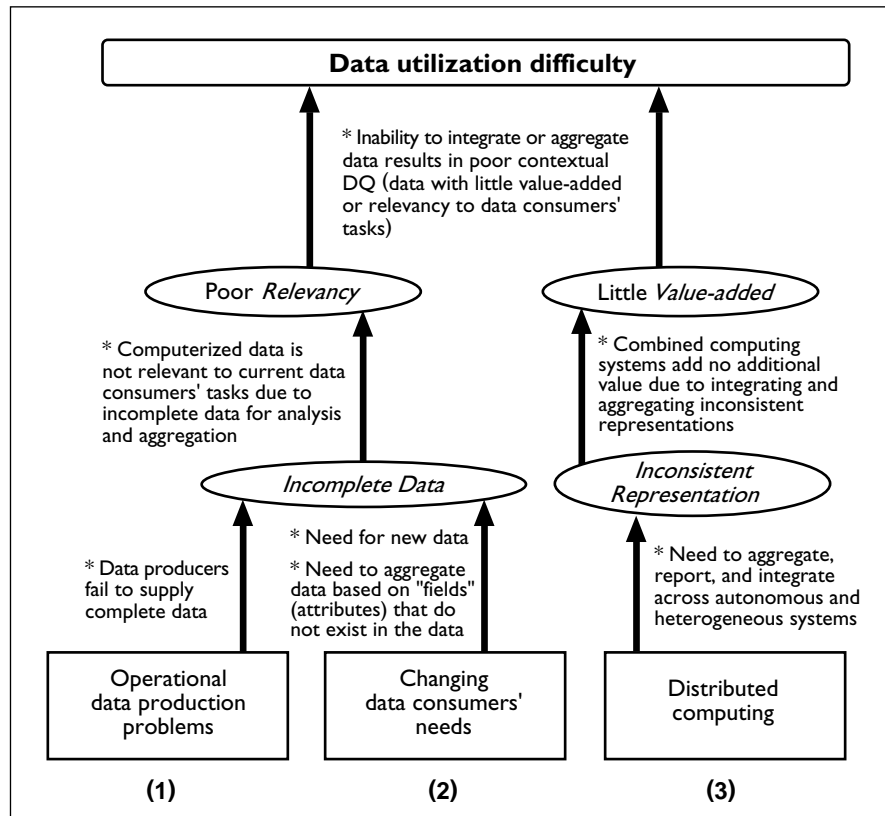 Data utilization difficulty
* Inability to integrate or aggregate
data results in poor contextual
DQ (data with little value-added
or relevancy to data consumers'
tasks)
Poor Relevancy
Little Value-added
* Computerized data is
not relevant to current data
consumers' tasks due to
incomplete data for analysis
and aggregation
* Combined computing
systems add no additional
value due to integrating and
aggregating inconsistent
representations
Incomplete Data
Inconsistent
Representation
* Data producers
fail to supply
complete data
* Need for new data
* Need to aggregate
data based on "fields"
(attributes) that do
not exist in the data
* Need to aggregate,
report, and integrate
across autonomous and
heterogeneous systems
Operational
data production
problems
Changing
data consumers'
needs
Distributed
computing
(1)
(2)
(3)